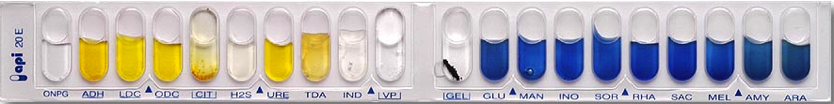 api 20 E
ONPG ADH LDC ODC |CIT| H2S URE TDA IND |VP| |GEL| GLU MAN INO SOR RHA SAC MEL AMY ARA